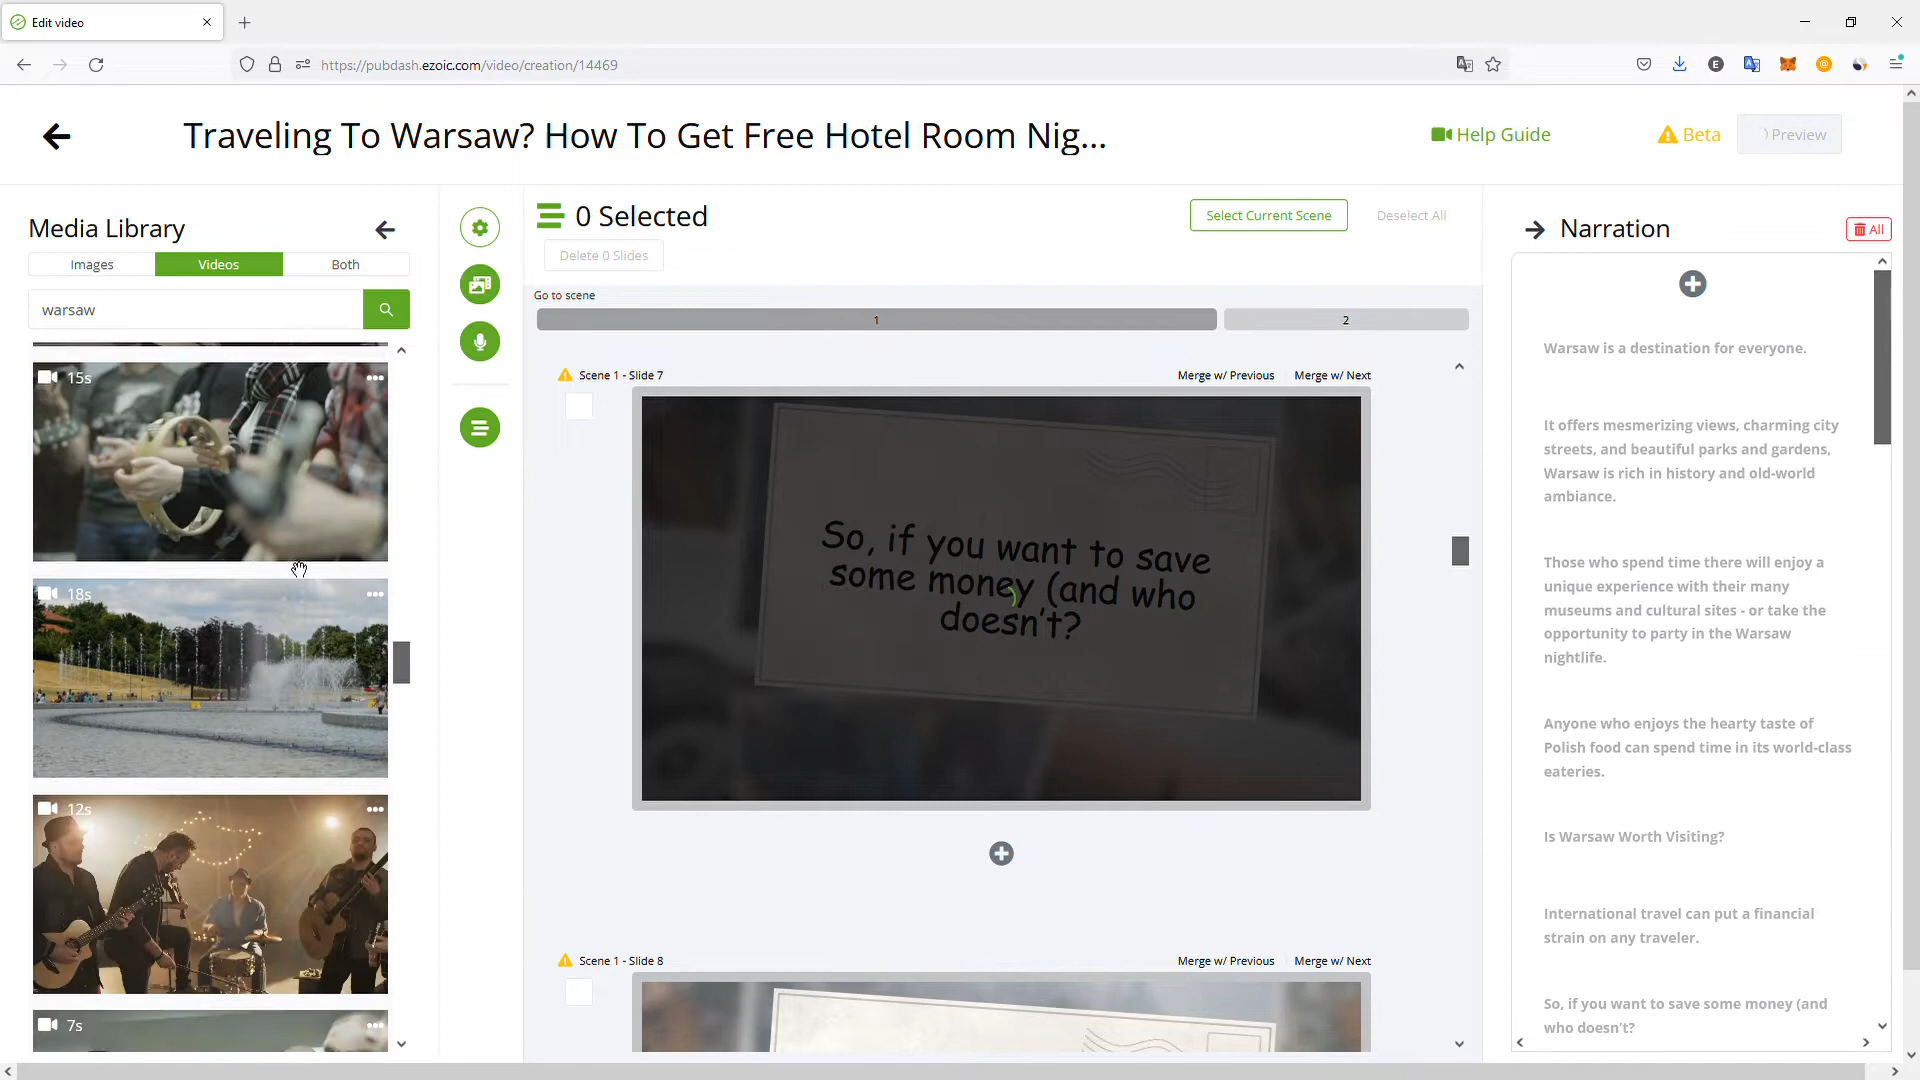 Edit video
https://pubdash.ezoic.com/video/creation/14469
Traveling To Warsaw? How To Get Free Hotel Room Nig...
Help Guide
Beta
Preview
Media Library
Images
Videos
Both
warsaw
15s
18s
12s
7s
0 Selected
Select Current Scene
Deselect All
Delete 0 Slides
Go to scene
1
2
Scene 1 - Slide 7
Merge w/ Previous
Merge w/ Next
So, if you want to save
some money (and who
doesn't?
Scene 1 - Slide 8
Merge w/ Previous
Merge w/ Next
Narration
All
Warsaw is a destination for everyone.
It offers mesmerizing views, charming city
streets, and beautiful parks and gardens,
Warsaw is rich in history and old-world
ambiance.
Those who spend time there will enjoy a
unique experience with their many
museums and cultural sites - or take the
opportunity to party in the Warsaw
nightlife.
Anyone who enjoys the hearty taste of
Polish food can spend time in its world-class
eateries.
Is Warsaw Worth Visiting?
International travel can put a financial
strain on any traveler.
So, if you want to save some money (and
who doesn't?